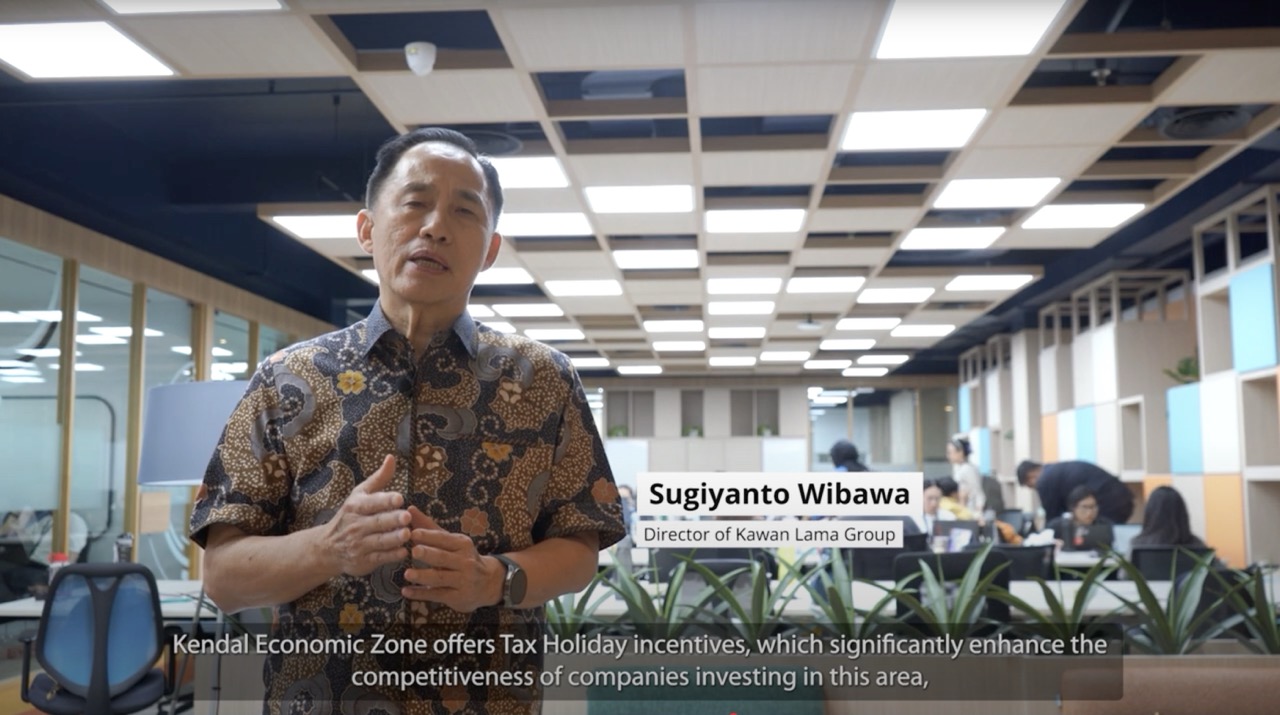 Sugiyanto Wibawa
Director of Kawan Lama Group
Kendal Economic Zone offers Tax Holiday incentives, which significantly enhance the
competitiveness of companies investing in this area,